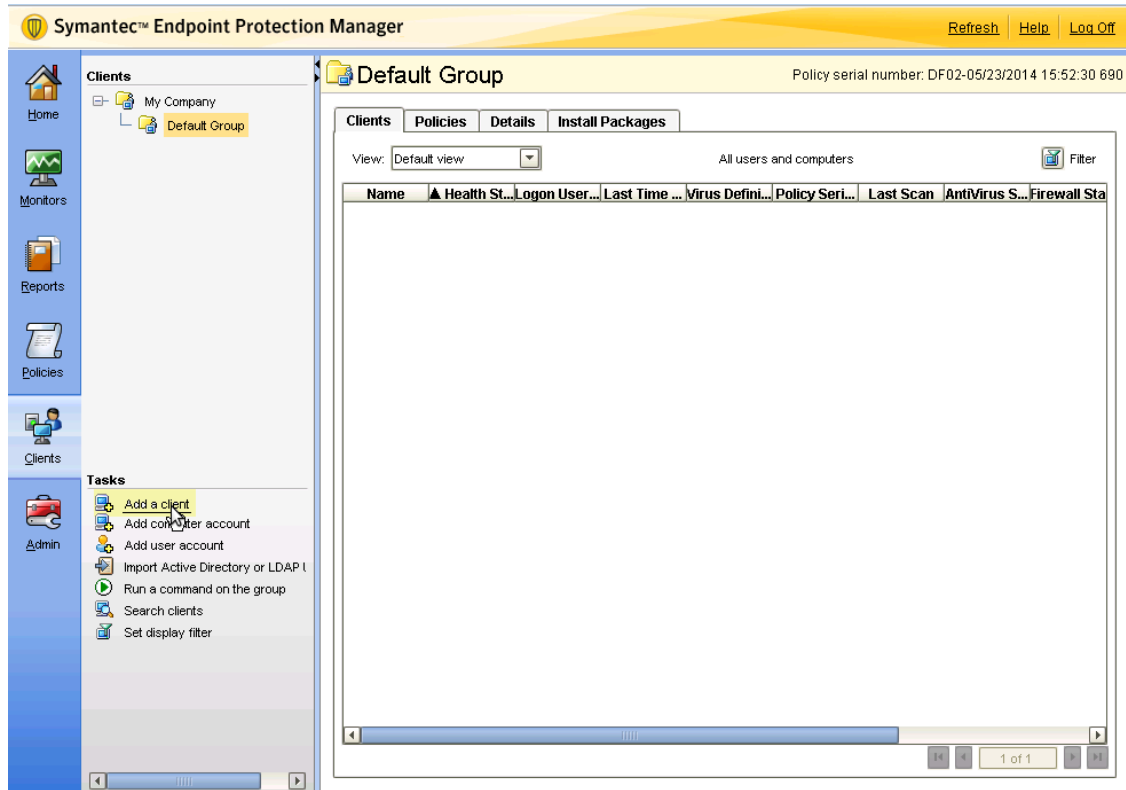 Symantec™ Endpoint Protection Manager
Refresh Help Log Off
Home
Monitors
Reports
Policies
Clients
Admin
Clients
My Company
Default Group
Tasks
Add a client
Add computer account
Add user account
Import Active Directory or LDAP
Run a command on the group
Search clients
Set display filter
Default Group
Policy serial number: DF02-05/23/2014 15:52:30 690
Clients Policies Details Install Packages
View: Default view All users and computers Filter
Name Health St... Logon User... Last Time ... Virus Defini... Policy Seri... Last Scan AntiVirus S... Firewall Sta
1 of 1